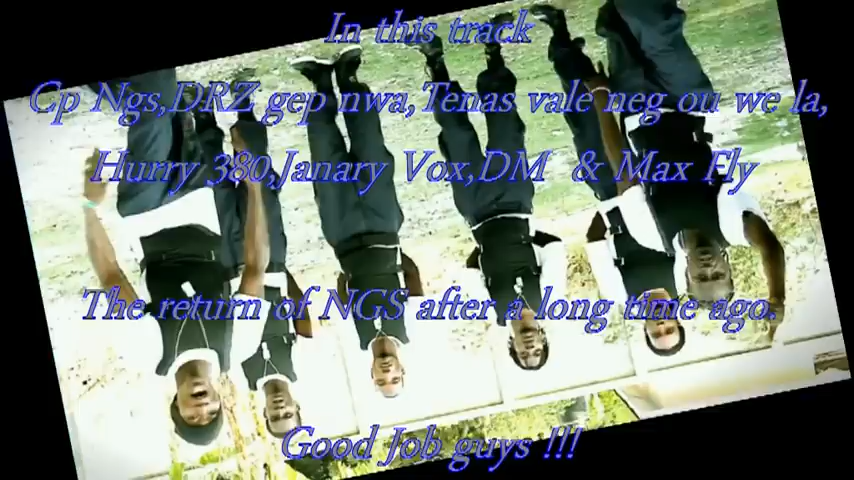 In this track
Cp Ngs,DRZ gep nwa,Tenas vale neg ou we la,
Hurry 380,Janary Vox,DM & Max Fly
The return of NGS after a long time ago.
Good Job guys !!!